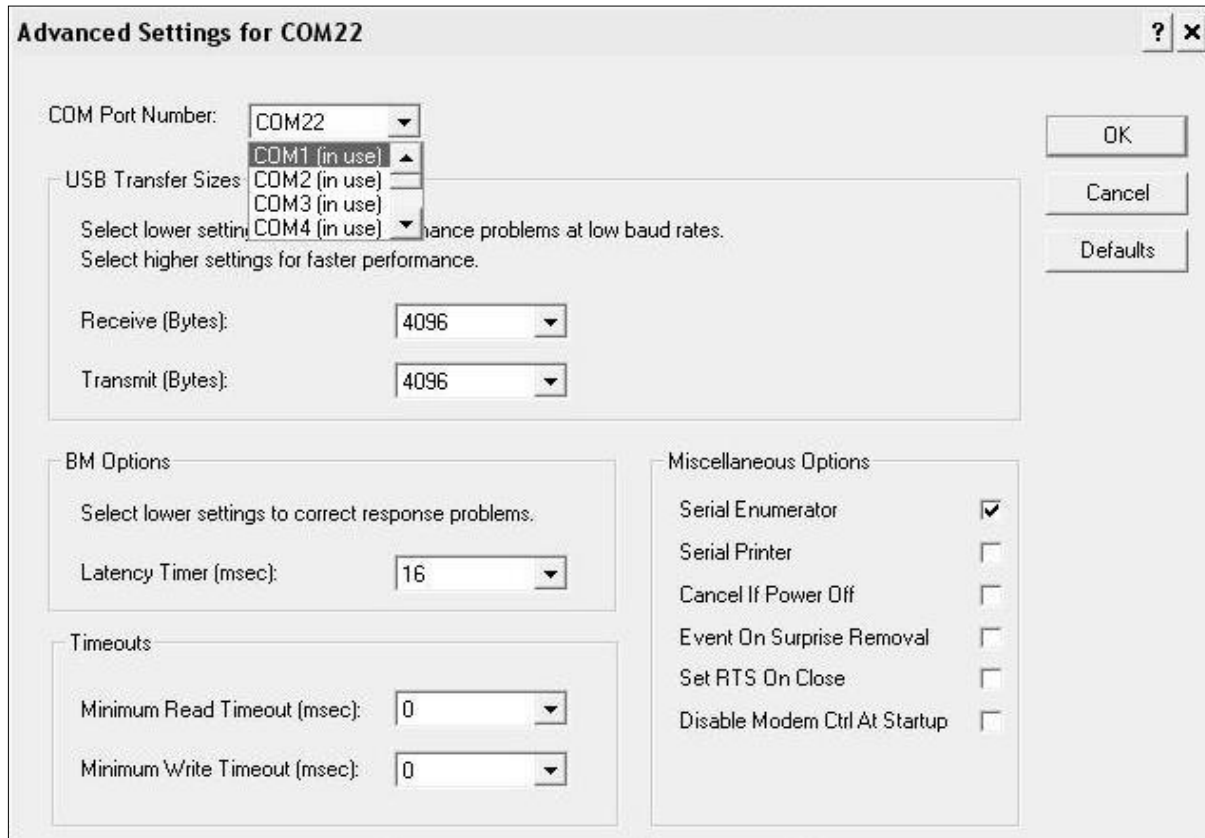 Advanced Settings for COM22
? ×
COM Port Number: COM22
COM1 (in use)
COM2 (in use)
COM3 (in use)
COM4 (in use)
OK
Cancel
Defaults
USB Transfer Sizes
Select lower mance problems at low baud rates.
Select higher settings for faster performance.
Receive (Bytes): 4096
Transmit (Bytes): 4096
BM Options
Select lower settings to correct response problems.
Latency Timer (msec): 16
Timeouts
Minimum Read Timeout (msec): 0
Minimum Write Timeout (msec): 0
Miscellaneous Options
Serial Enumerator
Serial Printer
Cancel If Power Off
Event On Surprise Removal
Set RTS On Close
Disable Modem Ctrl At Startup